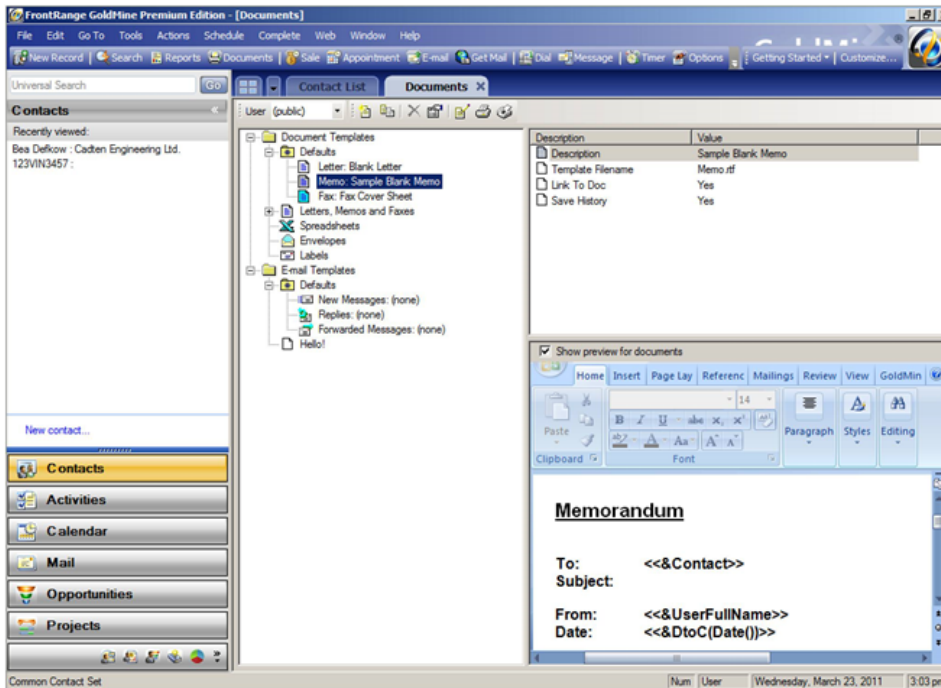 FrontRange GoldMine Premium Edition - [Documents]
File Edit Go To Tools Actions Schedule Complete Web Window Help
New Record Search Reports Documents Sale Appointment E-mail Get Mail Dial Message Timer Options Getting Started Customize...
Universal Search Go Contact List Documents
Contacts
User (public)
Recently viewed:
Bea Defkow : Cadten Engineering Ltd.
123VIN3457 :
New contact...
Contacts
Activities
Calendar
Mail
Opportunities
Projects
Document Templates
Defaults
Letter: Blank Letter
Memo: Sample Blank Memo
Fax: Fax Cover Sheet
Letters, Memos and Faxes
Spreadsheets
Envelopes
Labels
E-mail Templates
Defaults
New Messages: (none)
Replies: (none)
Forwarded Messages: (none)
Hello!
Description Value
Description Sample Blank Memo
Template Filename Memo.rtf
Link To Doc Yes
Save History Yes
Show preview for documents
Home Insert Page Lay Referenc Mailings Review View GoldMin
14
Paste
B I U abc x, x²
Aa A A
Paragraph Styles Editing
Clipboard Font
Memorandum
To: <<&Contact>>
Subject:
From: <<&UserFullName>>
Date: <<&DtoC(Date())>>
Common Contact Set Num User Wednesday, March 23, 2011 3:03 pm